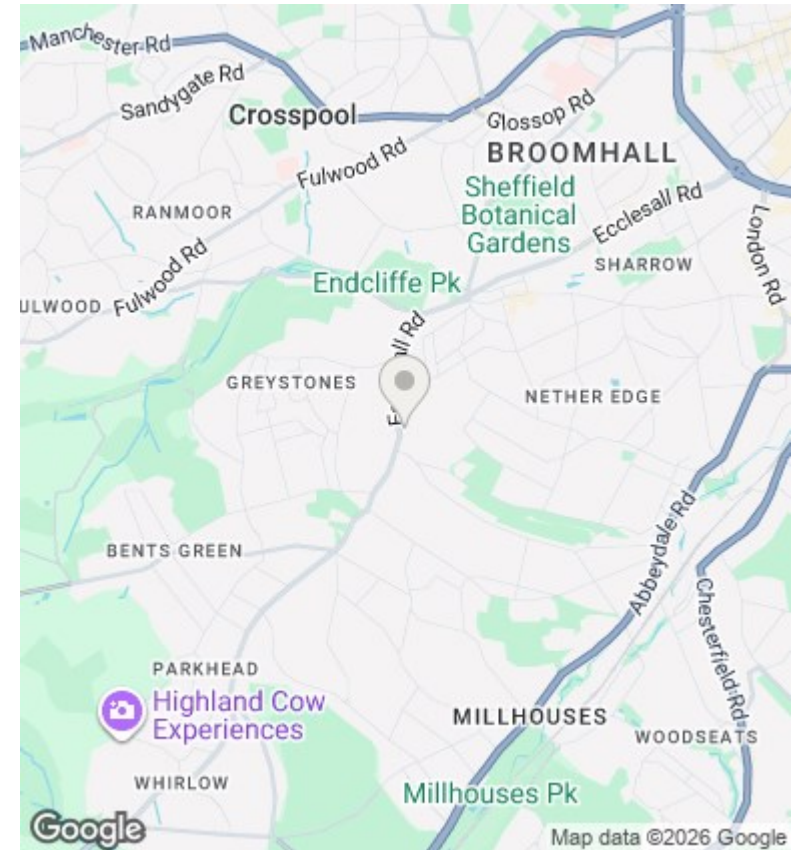 Manchester Rd
Sandygate Rd
Crosspool
Glossop Rd
Fulwood Rd
BROOMHALL
Sheffield
Botanical
Gardens
Ecclesall Rd
RANMOOR
London Rd
SHARROW
Fulwood Rd
ULWOOD
Endcliffe Pk
all Rd
GREYSTONES
NETHER EDGE
BENTS GREEN
Abbeydale Rd
Chesterfield Rd
PARKHEAD
Highland Cow
Experiences
MILLHOUSES
WOODSEATS
WHIRLOW
Millhouses Pk
Google
Map data ©2026 Google